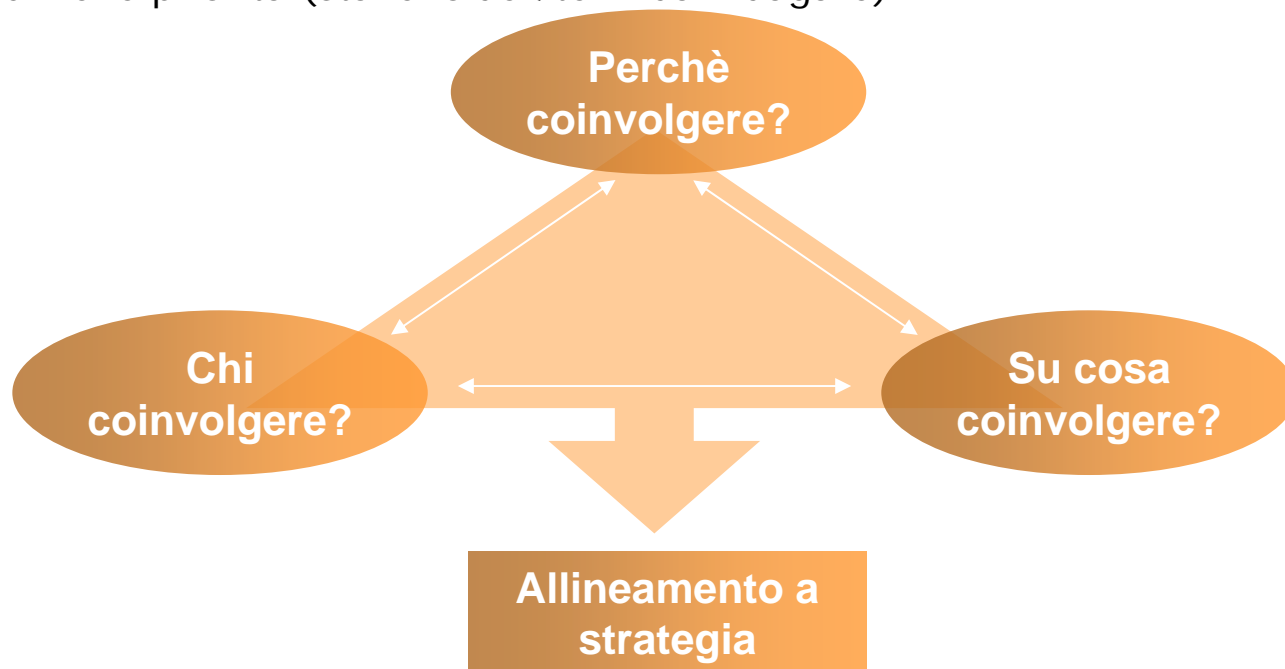 Perchè
coinvolgere?
Chi
coinvolgere?
Su cosa
coinvolgere?
Allineamento a
strategia